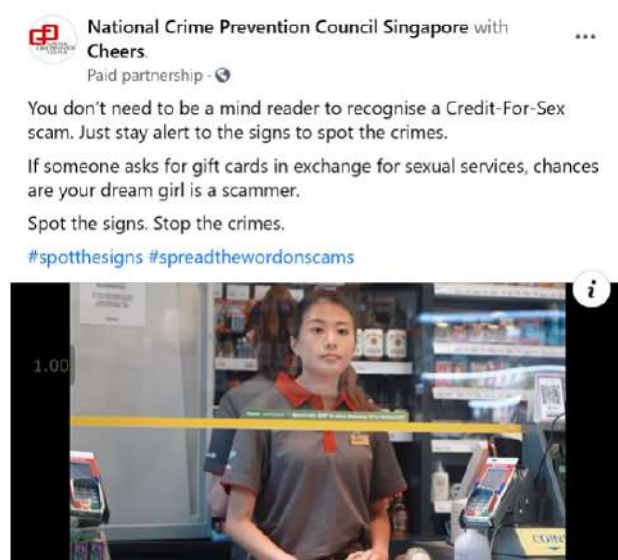 National Crime Prevention Council Singapore with
Cheers.
Paid partnership ·
You don't need to be a mind reader to recognise a Credit-For-Sex
scam. Just stay alert to the signs to spot the crimes.
If someone asks for gift cards in exchange for sexual services, chances
are your dream girl is a scammer.
Spot the signs. Stop the crimes.
#spotthesigns #spreadthewordonscams
i
1.00
COIN